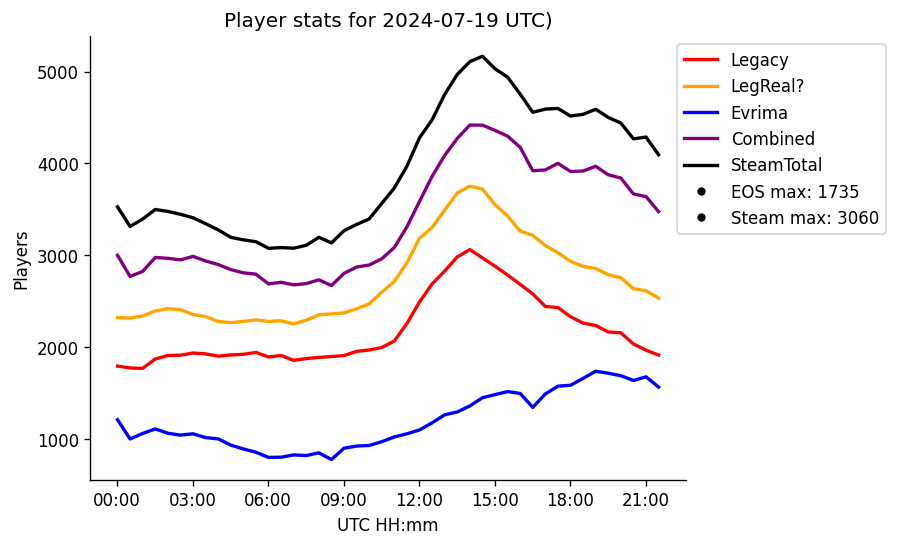 Player stats for 2024-07-19 UTC)
Players
5000
4000
3000
2000
1000
00:00
03:00
06:00
09:00
12:00
15:00
18:00
21:00
UTC HH:mm
Legacy
LegReal?
Evrima
Combined
SteamTotal
EOS max: 1735
Steam max: 3060